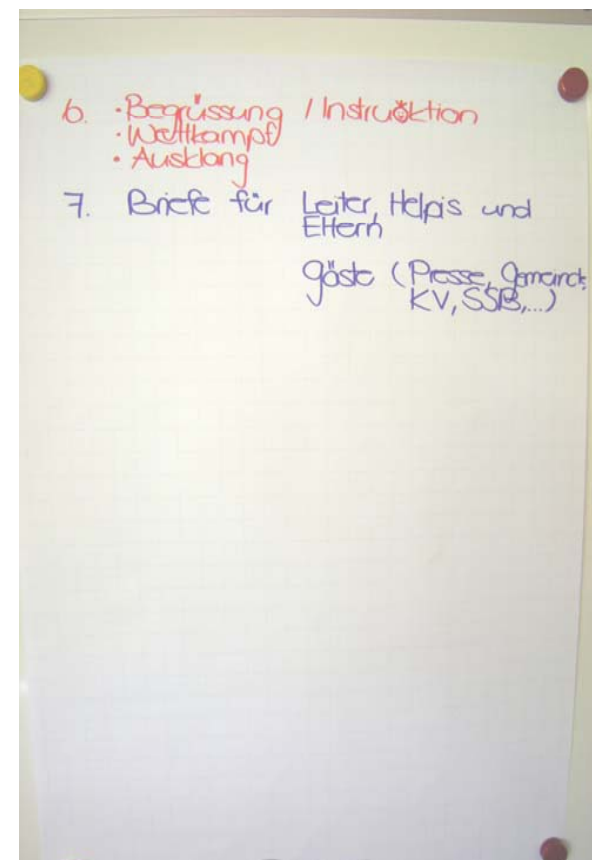 6. · Begrüssung / Instruktion
· Wettkampf
· Ausklang
7. Briefe für Leiter, Helpis und
Eltern
Gäste (Presse, Gemeinde,
KV, SSB,...)